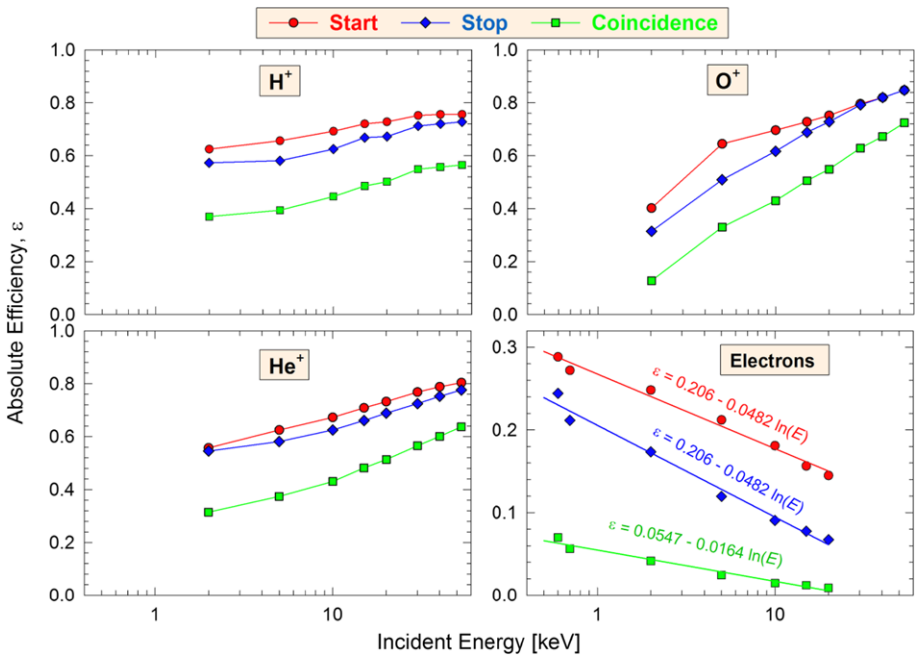 Start Stop Coincidence
1.0
0.8
0.6
0.4
0.2
0.0
H⁺
1.0
0.8
0.6
0.4
0.2
0.0
O⁺
1.0
0.8
0.6
0.4
0.2
0.0
He⁺
1 10
0.3
0.2
0.1
0.0
Electrons
ε = 0.206 - 0.0482 ln(E)
ε = 0.206 - 0.0482 ln(E)
ε = 0.0547 - 0.0164 ln(E)
1 10
Absolute Efficiency, ε
Incident Energy [keV]